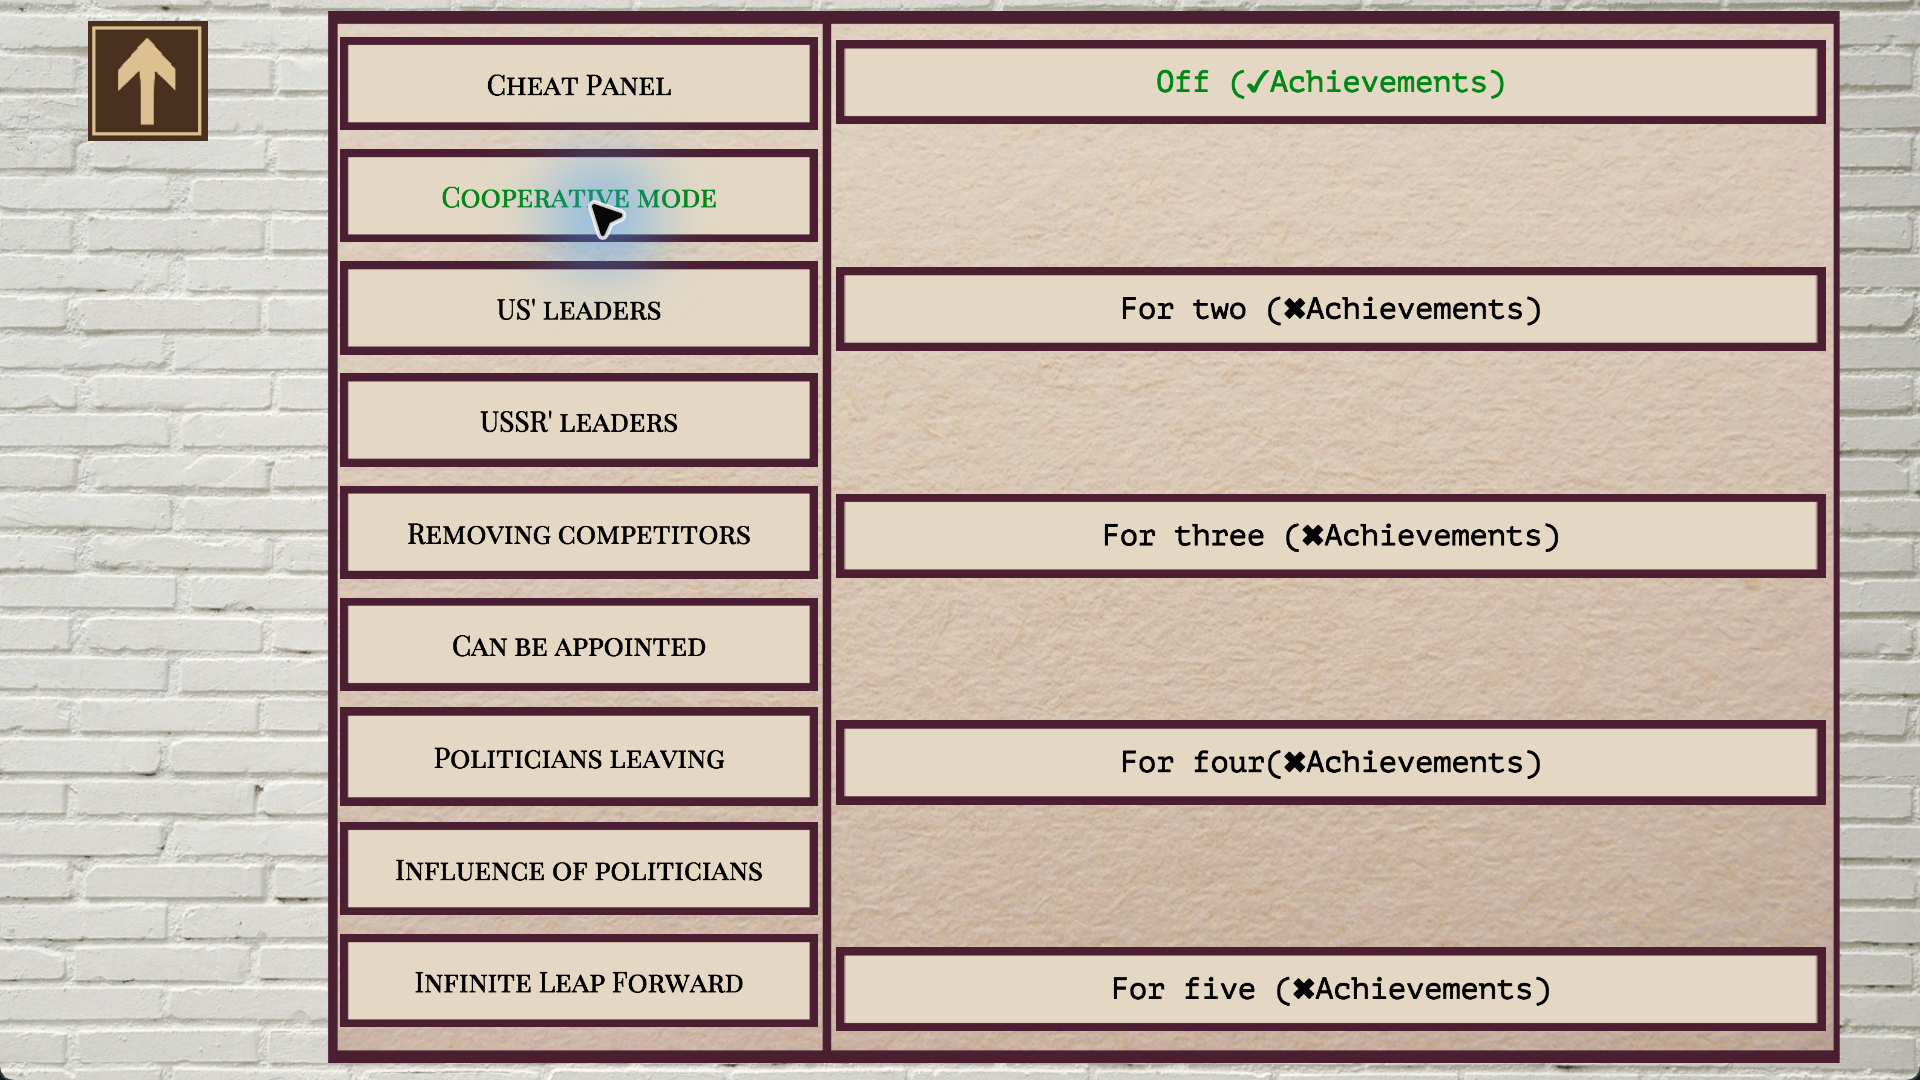 Cheat Panel
Cooperative mode
US' leaders
USSR' leaders
Removing competitors
Can be appointed
Politicians leaving
Influence of politicians
Infinite Leap Forward
Off (✓Achievements)
For two (✖Achievements)
For three (✖Achievements)
For four(✖Achievements)
For five (✖Achievements)